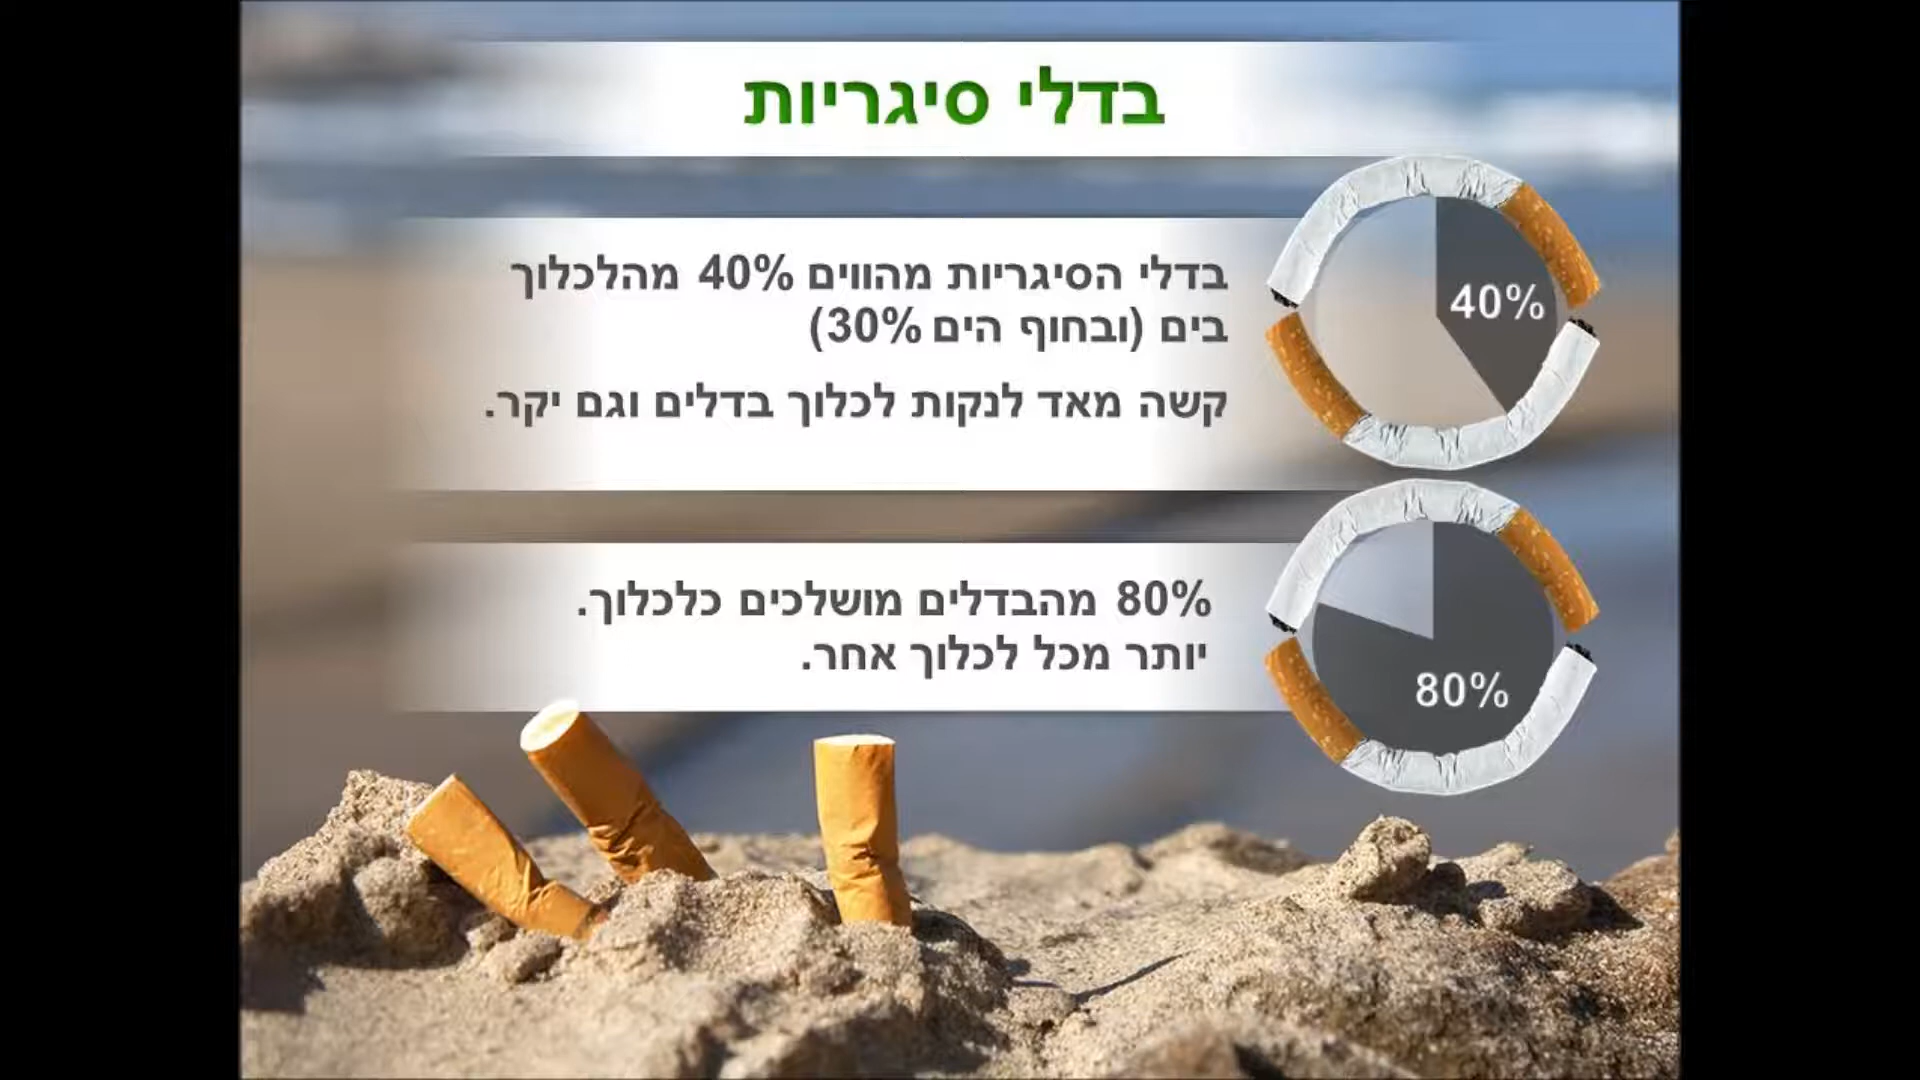 בדלי סיגריות
בדלי הסיגריות מהווים 40% מהלכלוך
בים (ובחוף הים 30%)
קשה מאד לנקות לכלוך בדלים וגם יקר.
40%
80% מהבדלים מושלכים כלכלוך.
יותר מכל לכלוך אחר.
80%